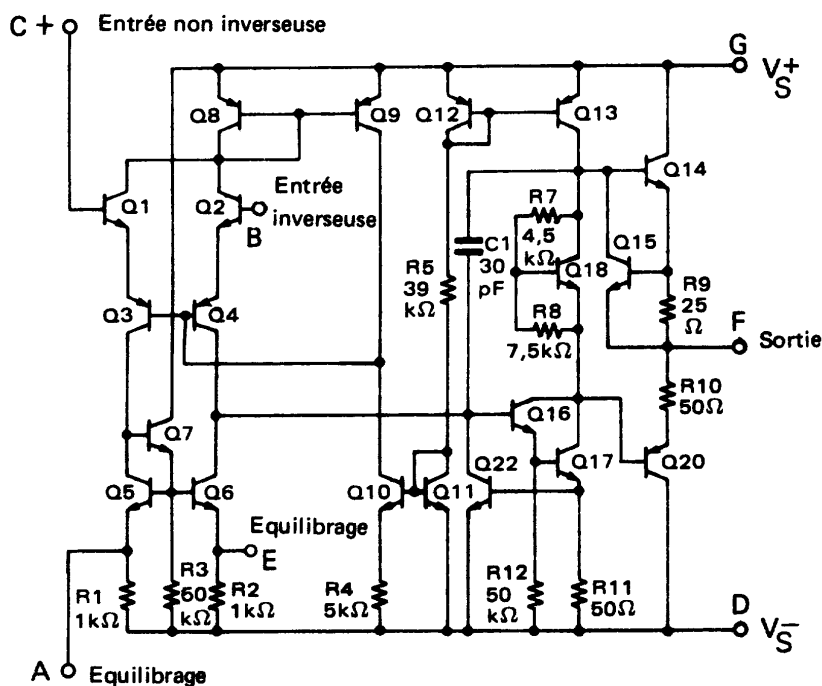 C + Entrée non inverseuse
G V_S^+
Q8
Q9
Q12
Q13
Q14
Q1
Q2
Entrée
inverseuse
B
R7
4,5
kΩ
C1
30
pF
Q18
Q15
R5
39
kΩ
R9
25
Ω
F
Sortie
Q3
Q4
R8
7,5kΩ
R10
50Ω
Q7
Q16
Q5
Q6
Q10
Q11
Q22
Q17
Q20
Equilibrage
E
R1
1kΩ
R3
50
kΩ
R2
1kΩ
R4
5kΩ
R12
50
kΩ
R11
50Ω
D V_S^-
A Equilibrage